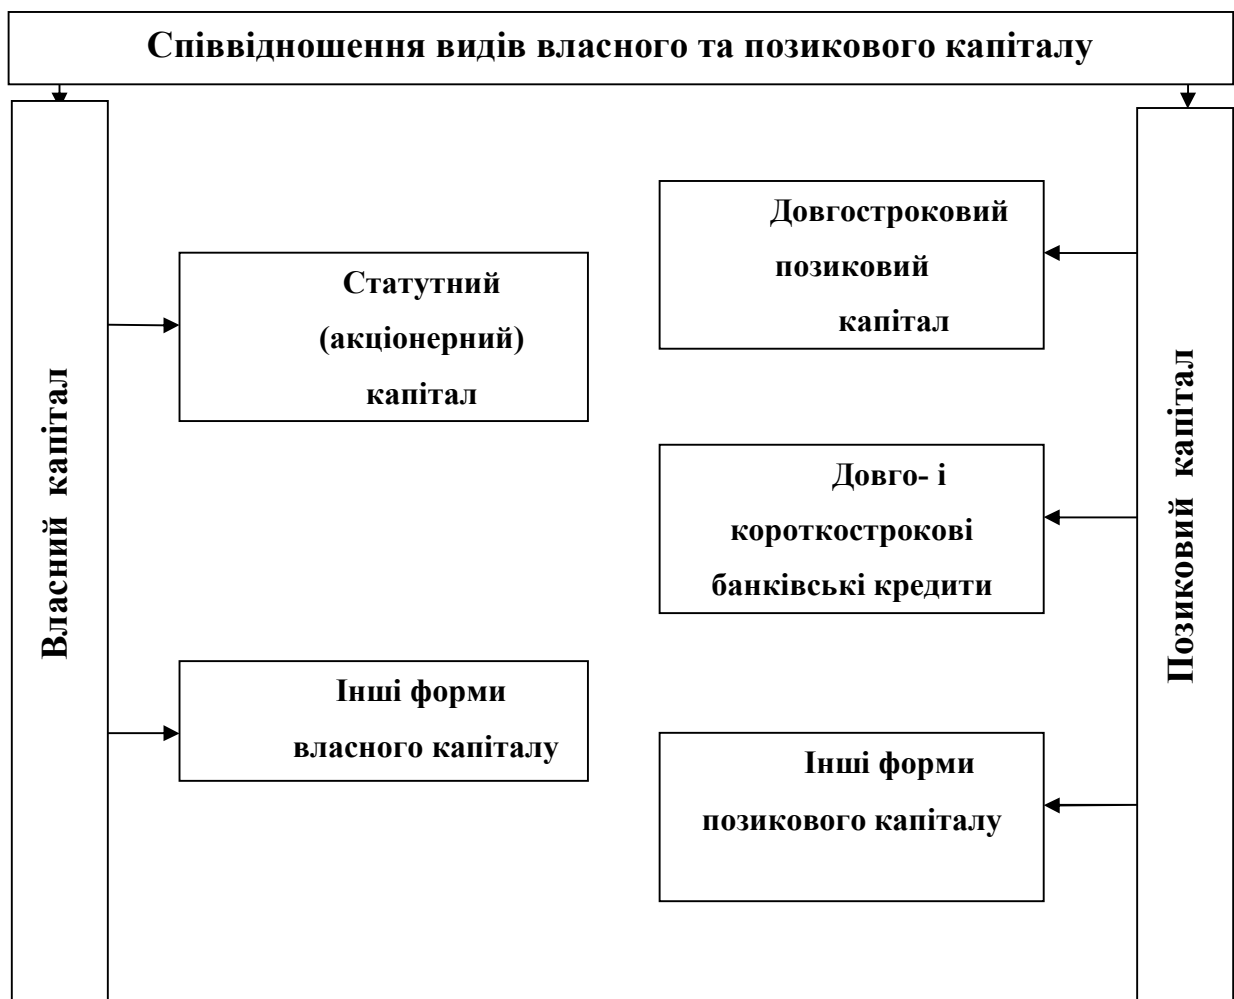 Співвідношення видів власного та позикового капіталу
Власний капітал
Статутний
(акціонерний)
капітал
Інші форми
власного капіталу
Довгостроковий
позиковий
капітал
Довго- і
короткострокові
банківські кредити
Інші форми
позикового капіталу
Позиковий капітал